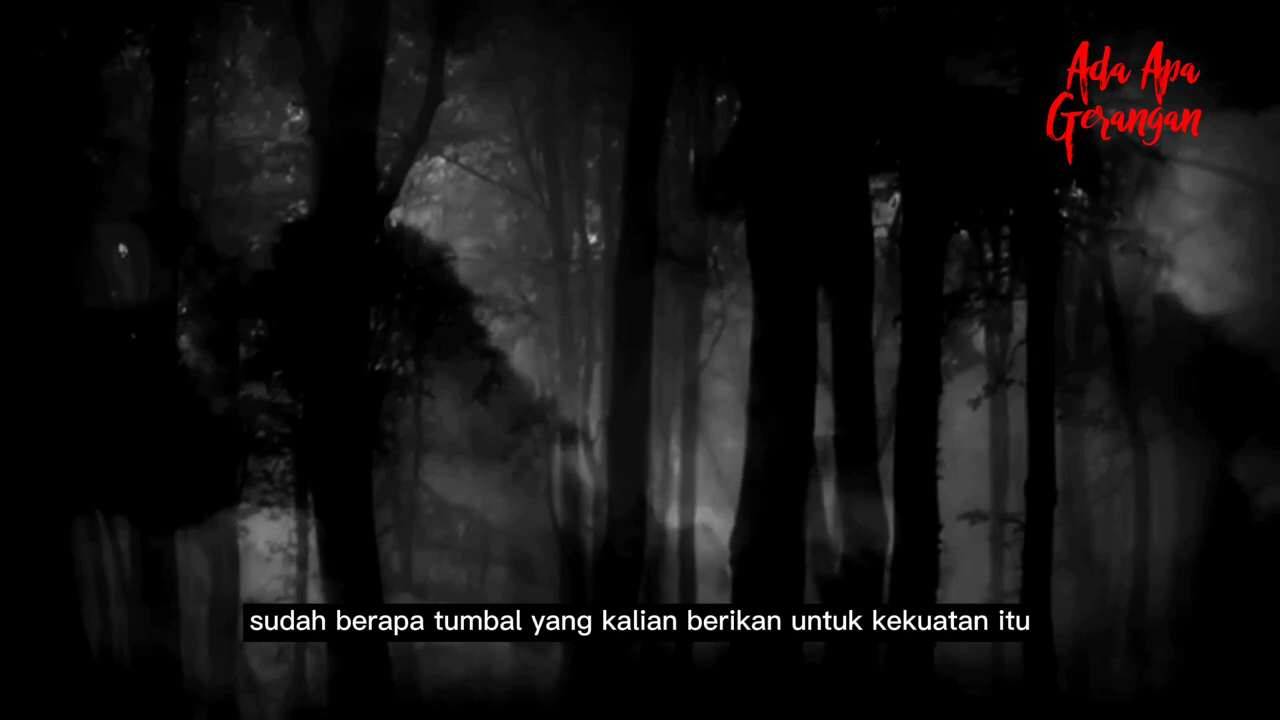 Ada Apa
Gerangan
sudah berapa tumbal yang kalian berikan untuk kekuatan itu